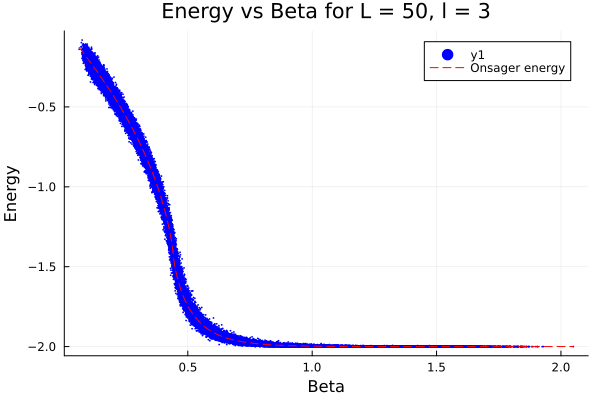 Energy vs Beta for L = 50, l = 3
y1
Onsager energy
−0.5
−1.0
−1.5
−2.0
Energy
0.5
1.0
1.5
2.0
Beta